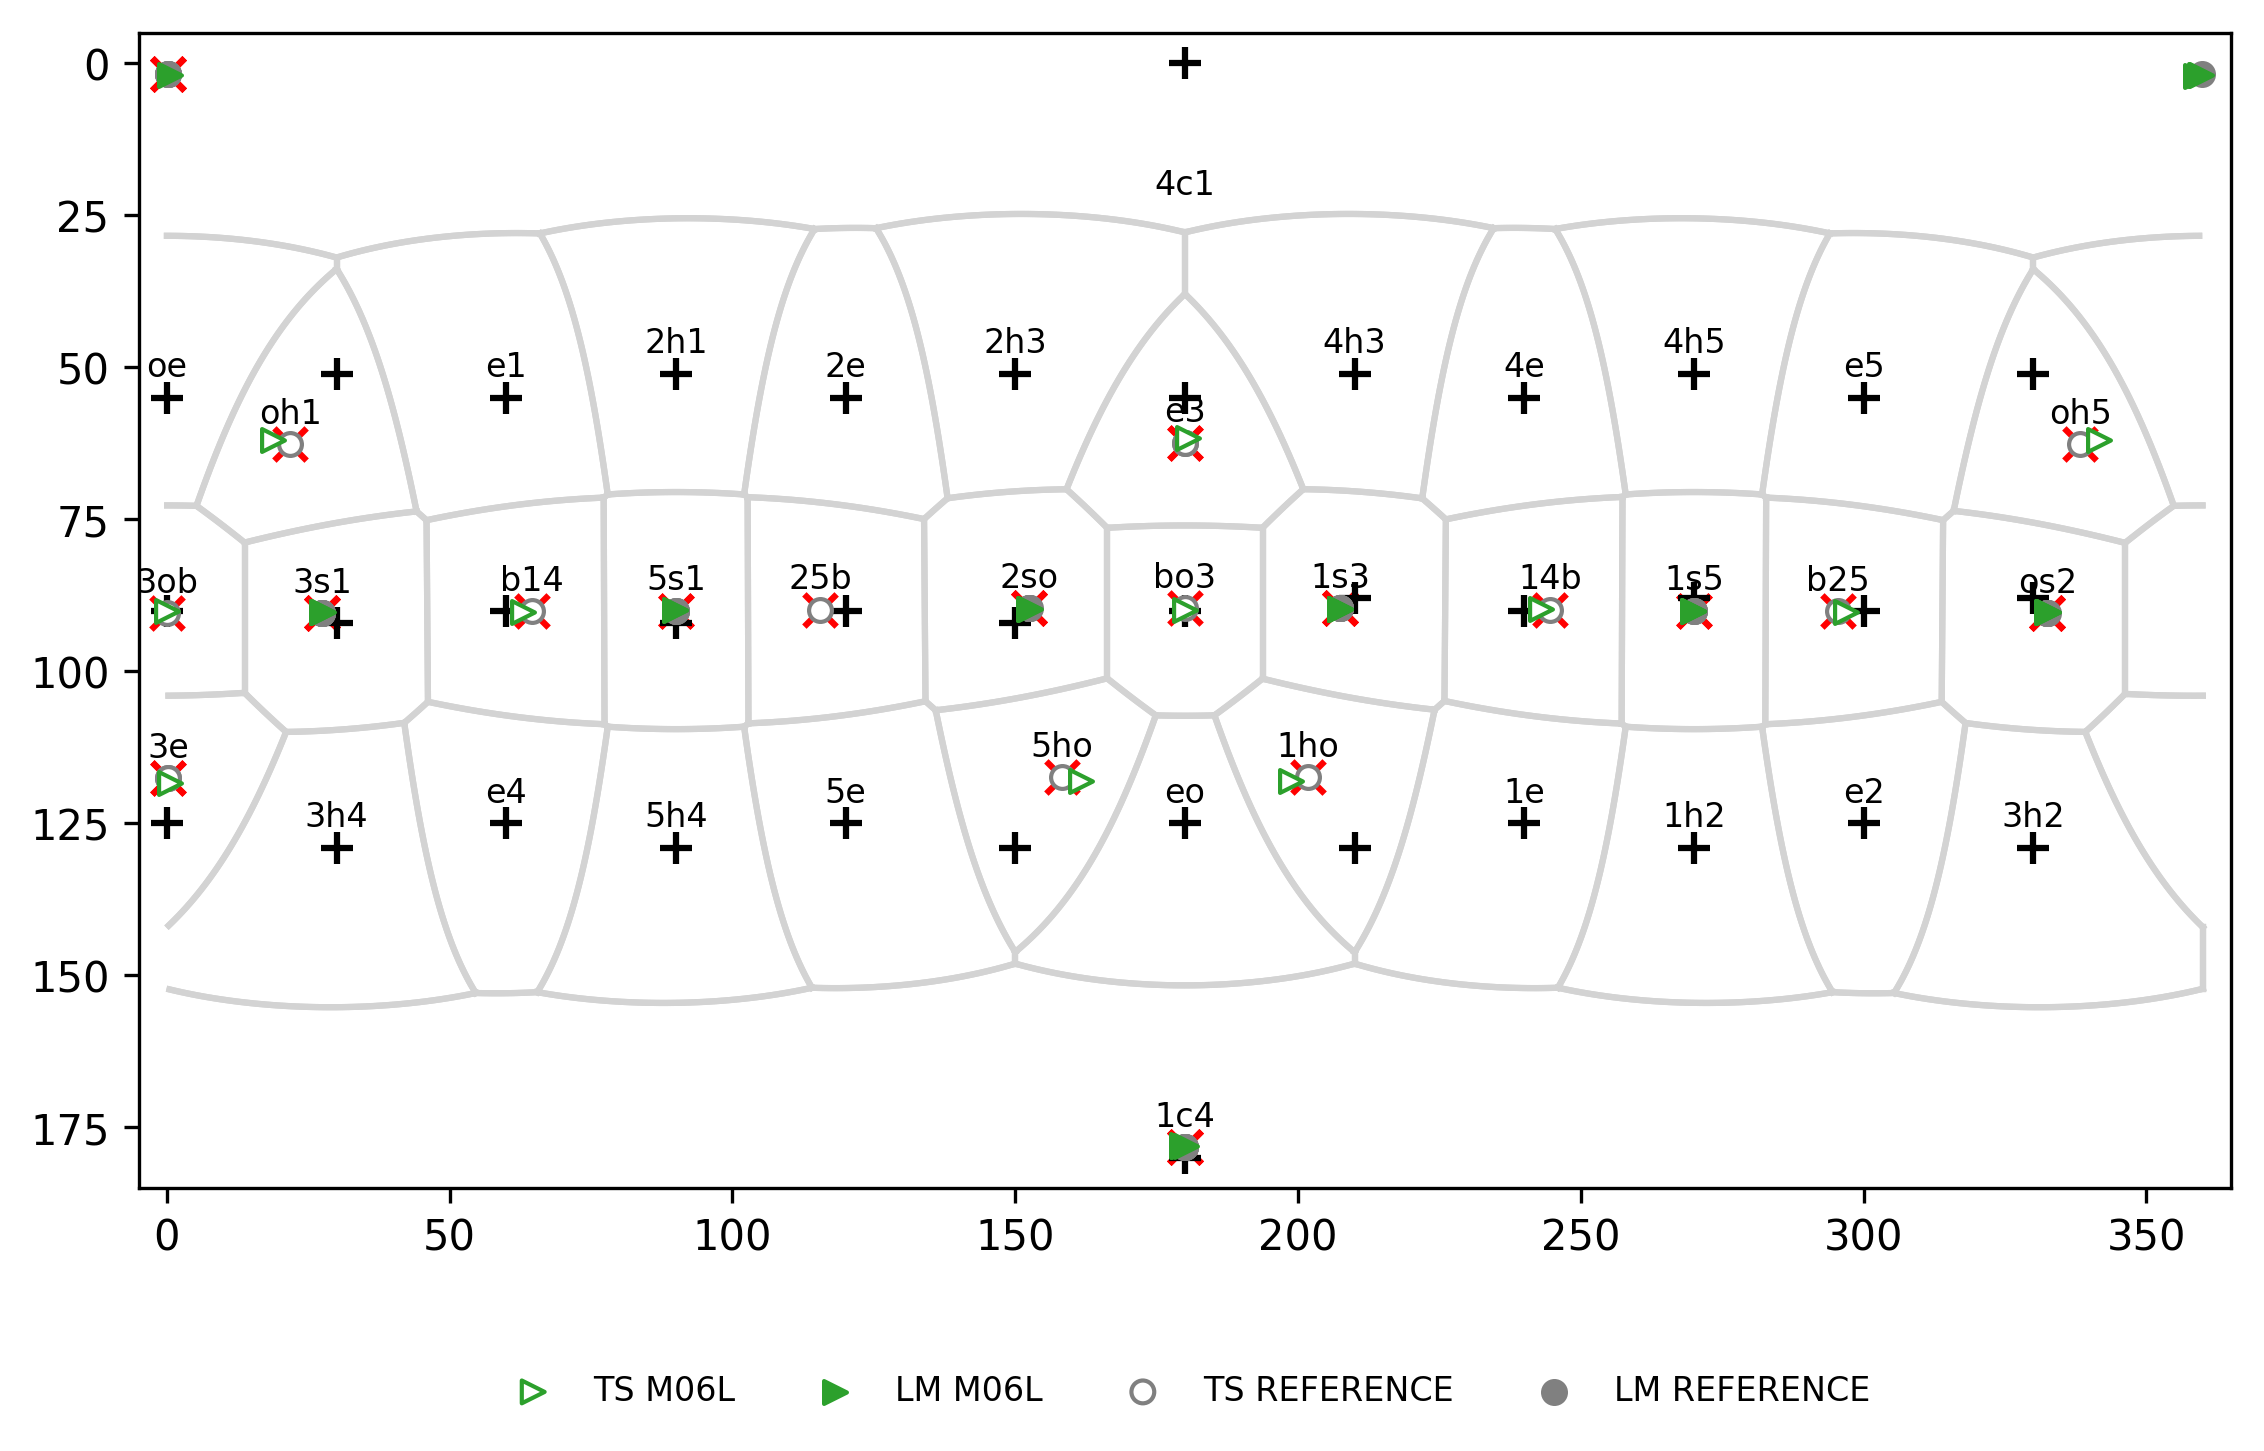 0
4c1
25
2h1 2h3 4h3 4h5
oe e1 2e 4e e5
50
oh1 e3 oh5
75
3ob 3s1 b14 5s1 25b 2so bo3 1s3 14b 1s5 b25 os2
100
3e 5ho 1ho
e4 5e eo 1e e2
125
3h4 5h4 1h2 3h2
150
1c4
175
0 50 100 150 200 250 300 350
TS M06L LM M06L TS REFERENCE LM REFERENCE